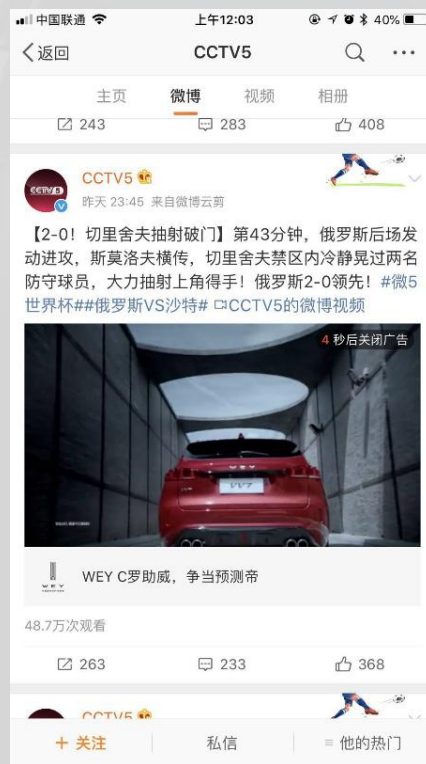 中国联通 上午12:03 40%
返回 CCTV5
主页 微博 视频 相册
243 283 408
CCTV5
CCTV5
昨天 23:45 来自微博云剪
【2-0！切里舍夫抽射破门】第43分钟，俄罗斯后场发
动进攻，斯莫洛夫横传，切里舍夫禁区内冷静晃过两名
防守球员，大力抽射上角得手！俄罗斯2-0领先！#微5
世界杯##俄罗斯VS沙特# CCTV5的微博视频
4 秒后关闭广告
WEY
VV7
WEY
WEY C罗助威，争当预测帝
48.7万次观看
263 233 368
CCTV5
+ 关注 私信 他的热门